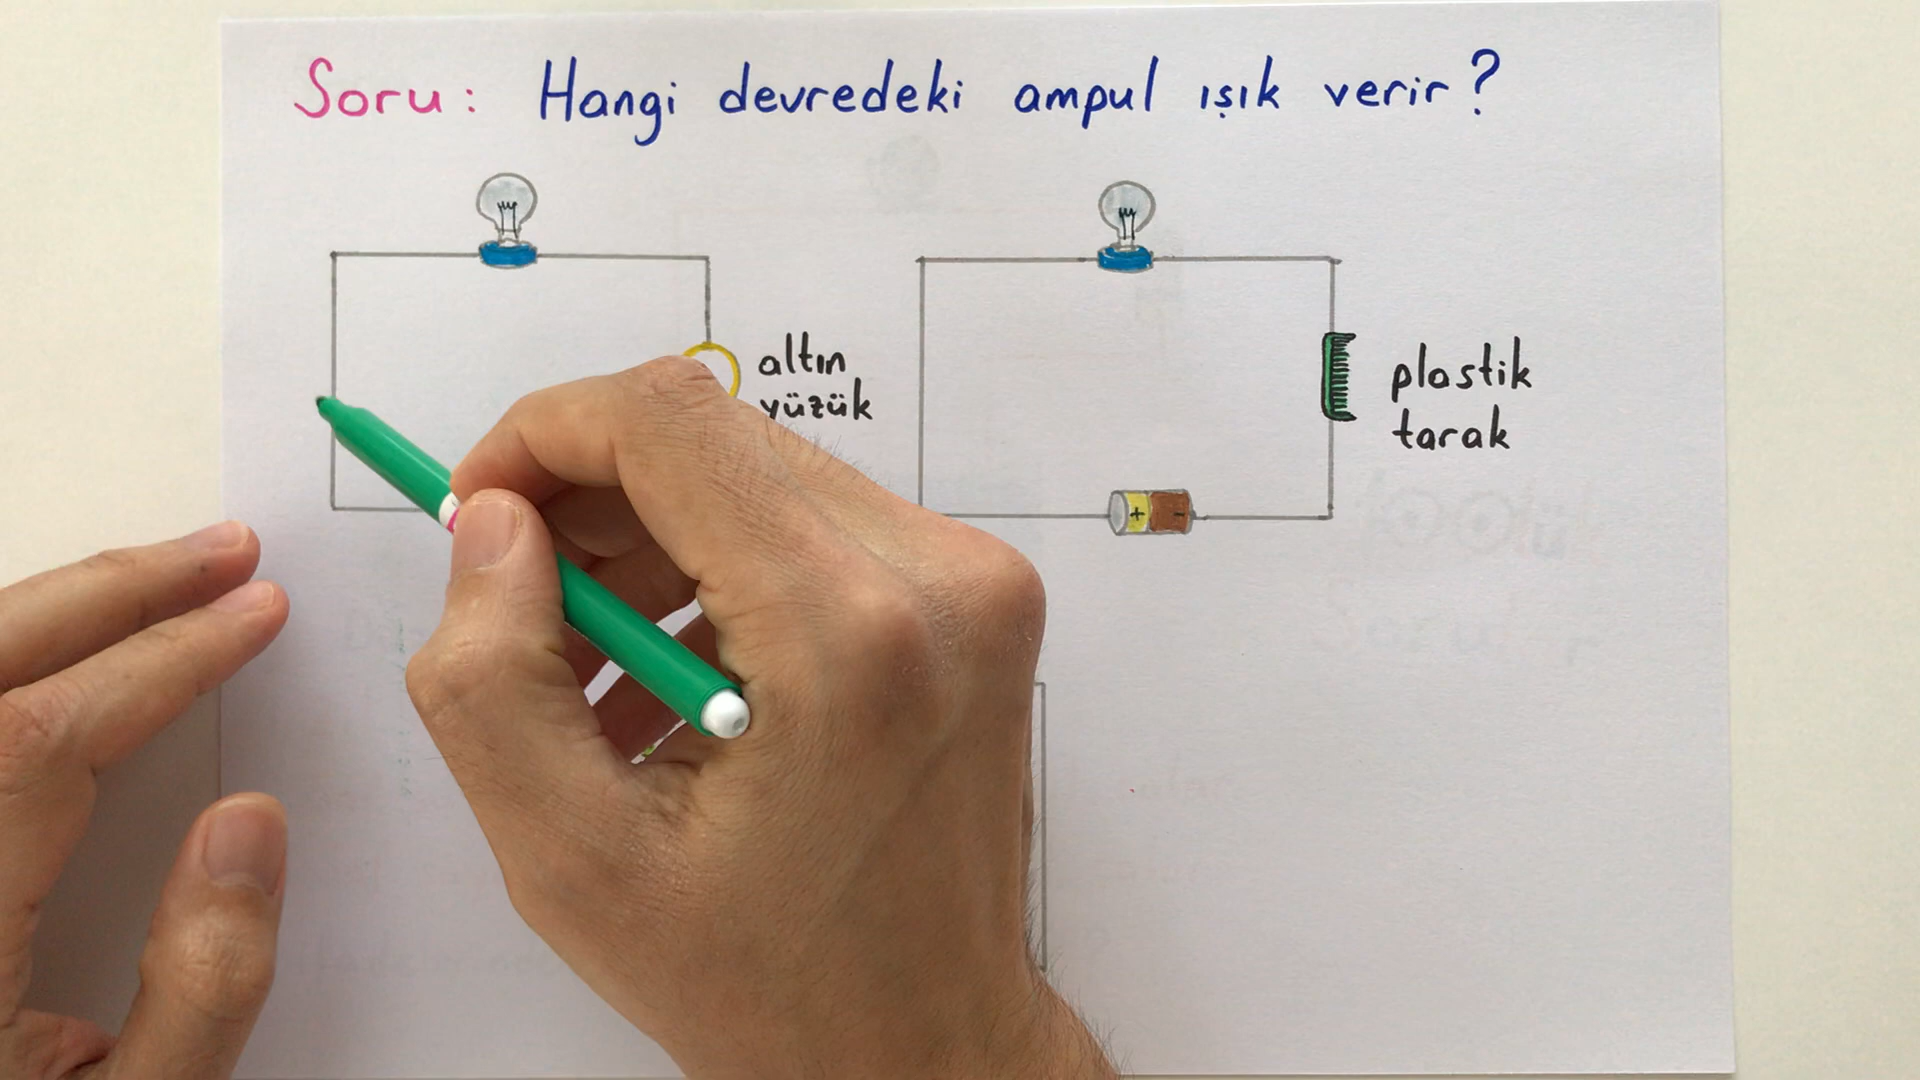 Soru: Hangi devredeki ampul ışık verir?
altın
yüzük
plastik
tarak
+ -